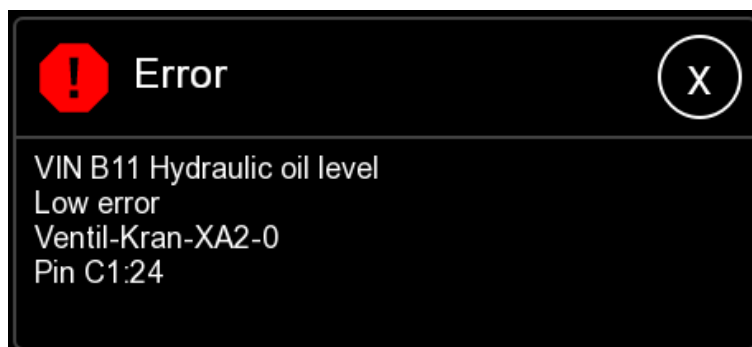 ! Error X
VIN B11 Hydraulic oil level
Low error
Ventil-Kran-XA2-0
Pin C1:24